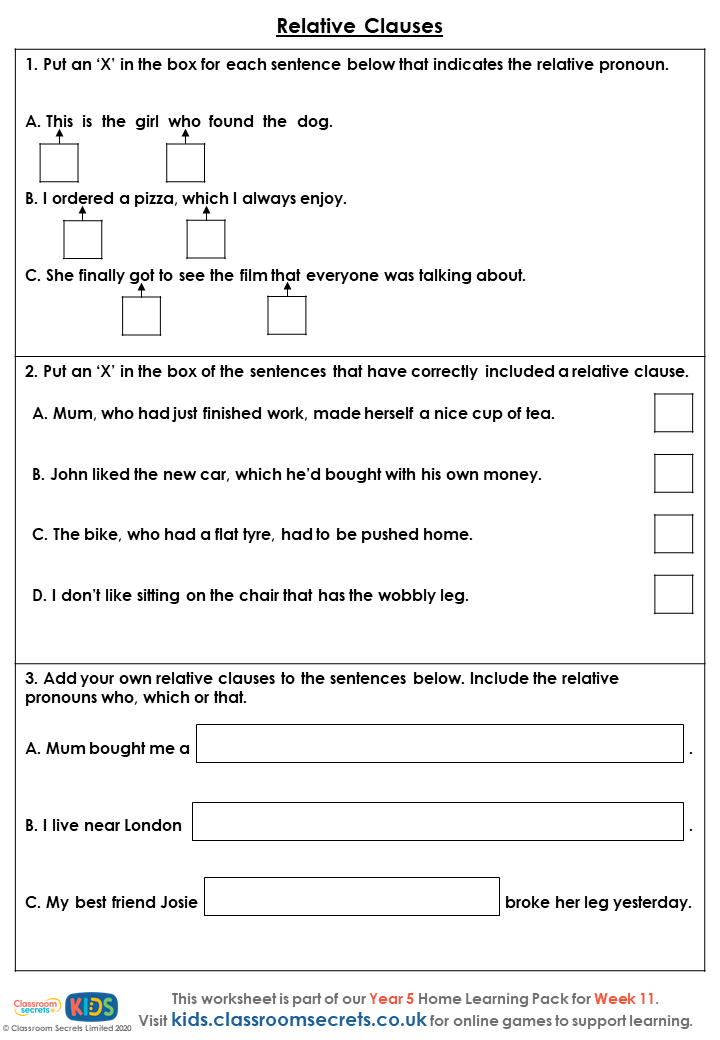 Relative Clauses
1. Put an ‘X’ in the box for each sentence below that indicates the relative pronoun.
A. This is the girl who found the dog.
B. I ordered a pizza, which I always enjoy.
C. She finally got to see the film that everyone was talking about.
2. Put an ‘X’ in the box of the sentences that have correctly included a relative clause.
A. Mum, who had just finished work, made herself a nice cup of tea.
B. John liked the new car, which he’d bought with his own money.
C. The bike, who had a flat tyre, had to be pushed home.
D. I don’t like sitting on the chair that has the wobbly leg.
3. Add your own relative clauses to the sentences below. Include the relative
pronouns who, which or that.
A. Mum bought me a .
B. I live near London .
C. My best friend Josie broke her leg yesterday.
Classroom
secrets
KIDS
© Classroom Secrets Limited 2020
This worksheet is part of our Year 5 Home Learning Pack for Week 11.
Visit kids.classroomsecrets.co.uk for online games to support learning.